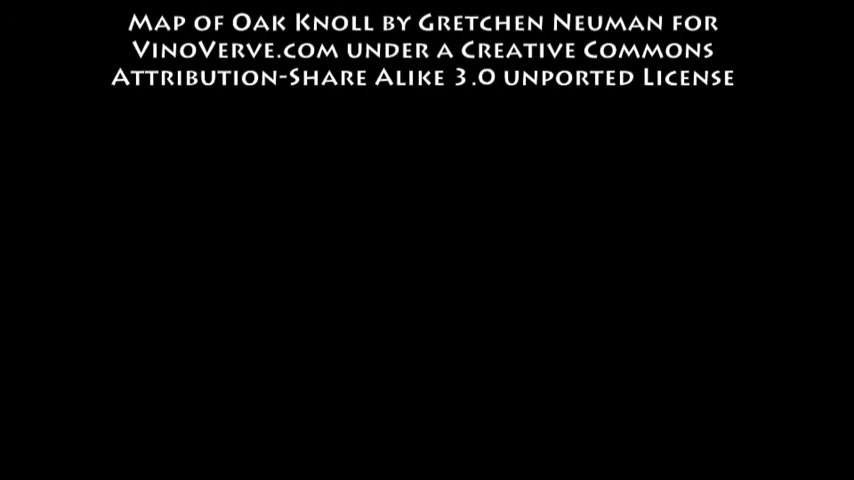 Map of Oak Knoll by Gretchen Neuman for
VinoVerve.com under a Creative Commons
Attribution-Share Alike 3.0 unported License